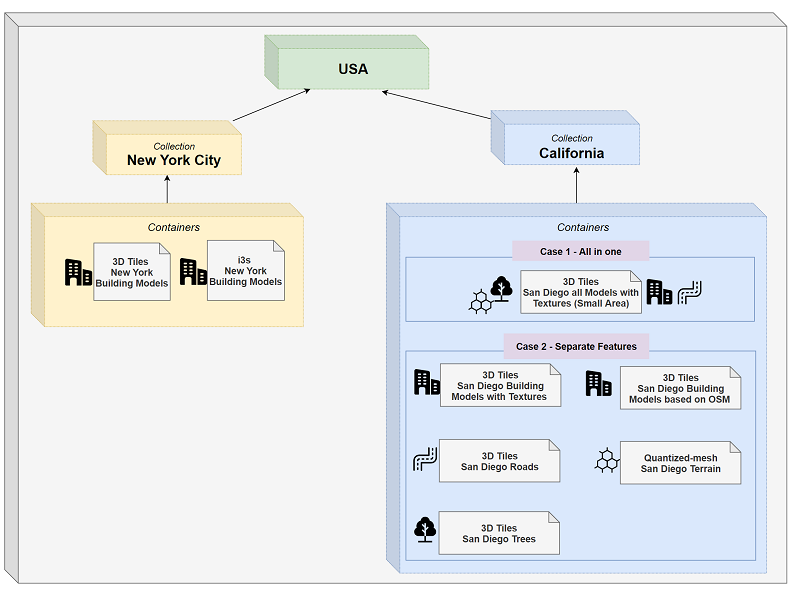 USA
Collection
New York City
Collection
California
Containers
3D Tiles
New York
Building Models
i3s
New York
Building Models
Containers
Case 1 - All in one
3D Tiles
San Diego all Models with
Textures (Small Area)
Case 2 - Separate Features
3D Tiles
San Diego Building
Models with Textures
3D Tiles
San Diego Building
Models based on OSM
3D Tiles
San Diego Roads
Quantized-mesh
San Diego Terrain
3D Tiles
San Diego Trees